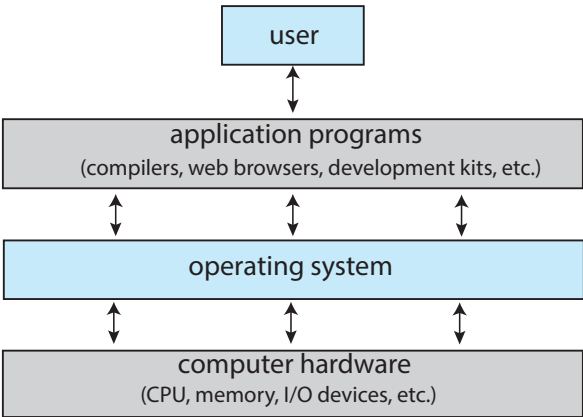 user
application programs
(compilers, web browsers, development kits, etc.)
operating system
computer hardware
(CPU, memory, I/O devices, etc.)